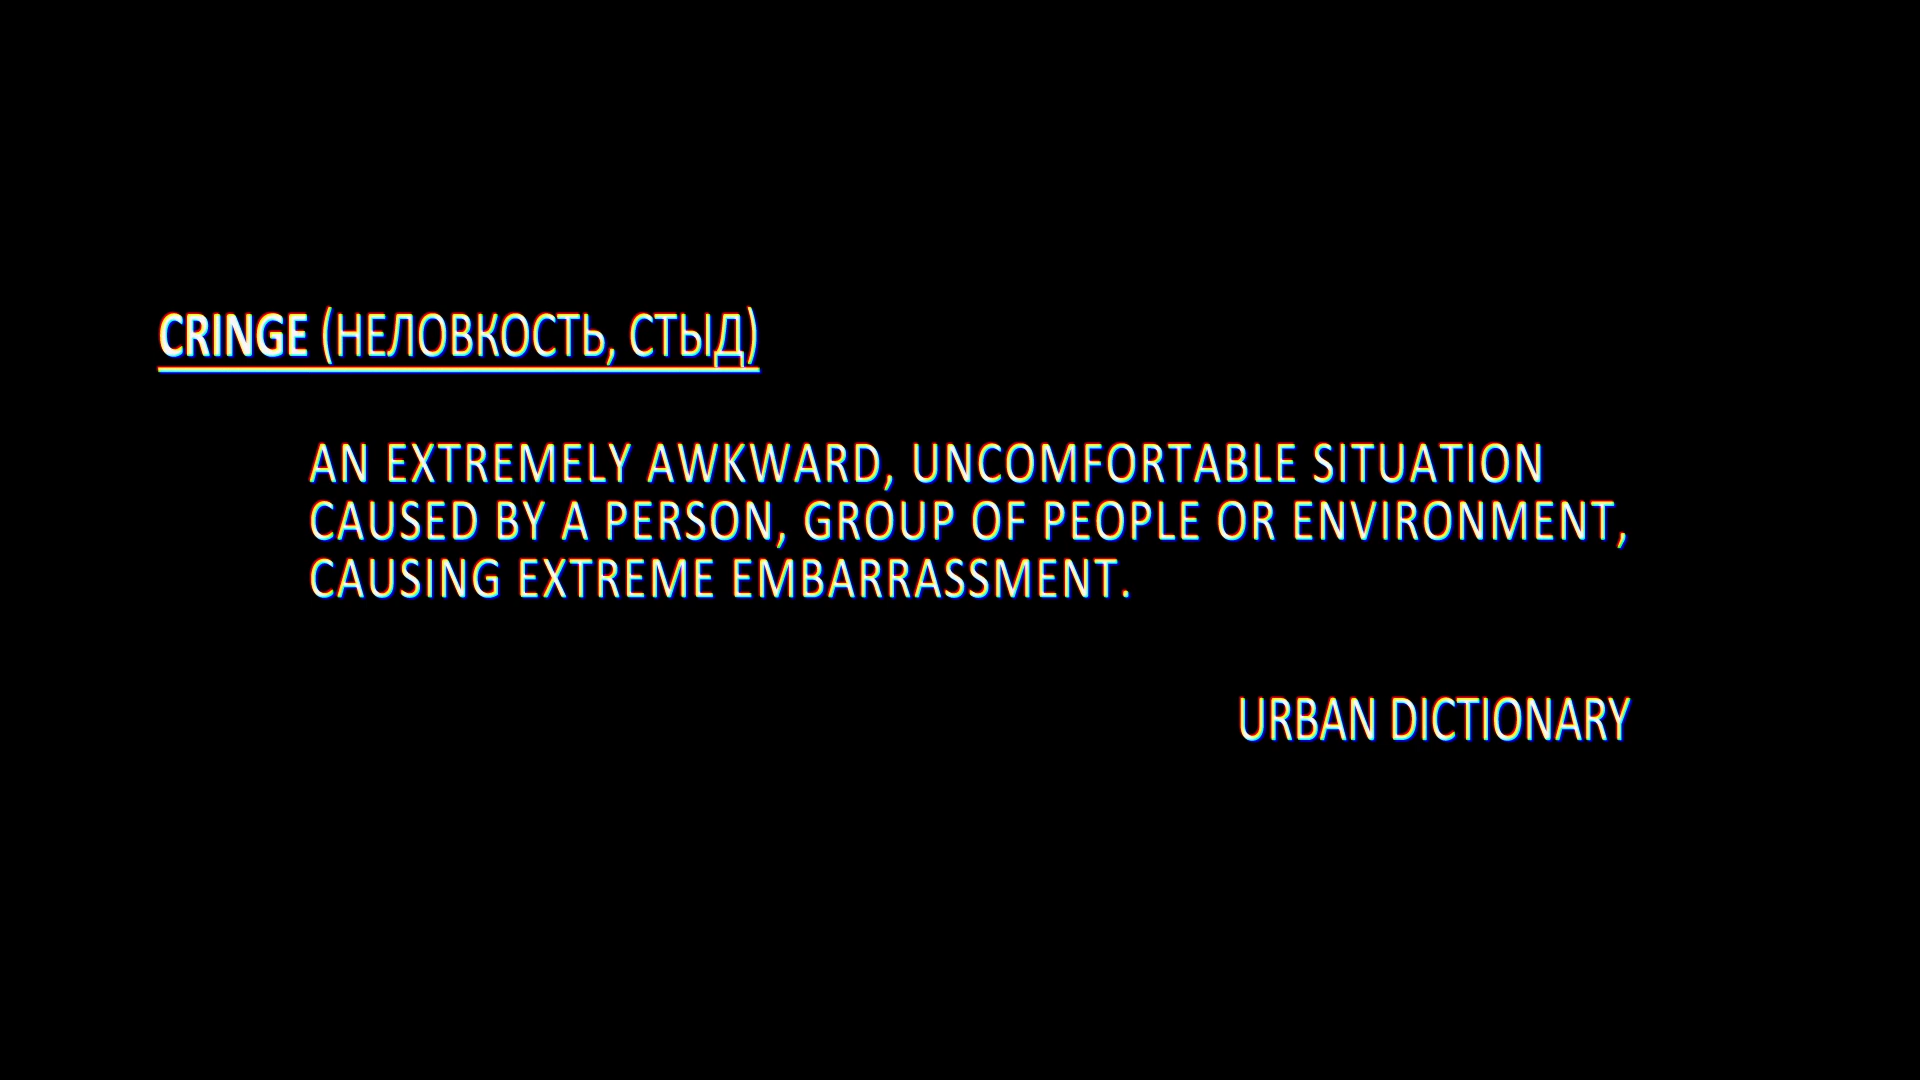 CRINGE (НЕЛОВКОСТЬ, СТЫД)
AN EXTREMELY AWKWARD, UNCOMFORTABLE SITUATION
CAUSED BY A PERSON, GROUP OF PEOPLE OR ENVIRONMENT,
CAUSING EXTREME EMBARRASSMENT.
URBAN DICTIONARY